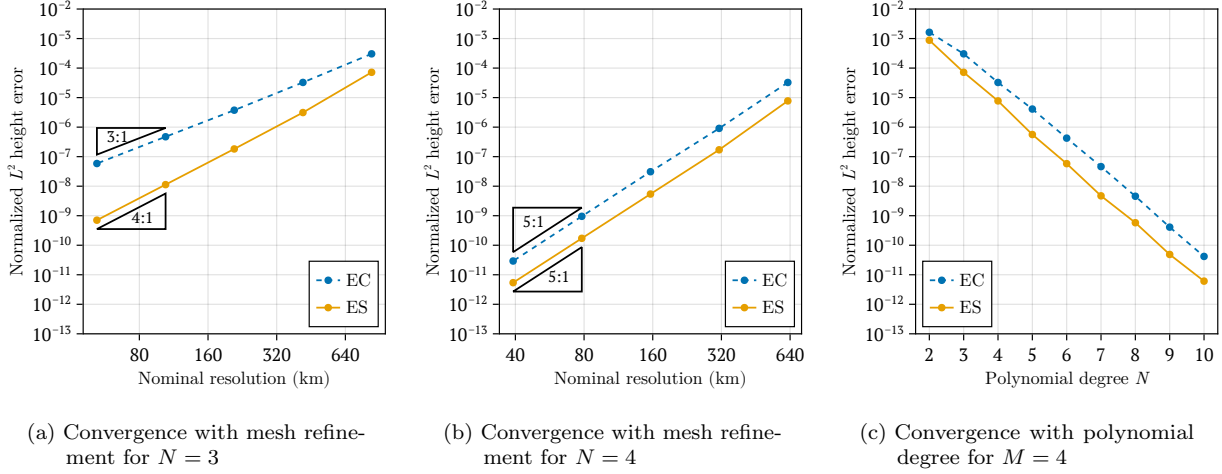 10⁻²
10⁻³
10⁻⁴
10⁻⁵
10⁻⁶
10⁻⁷
10⁻⁸
10⁻⁹
10⁻¹⁰
10⁻¹¹
10⁻¹²
10⁻¹³
Normalized L² height error
3:1
4:1
EC
ES
80 160 320 640
Nominal resolution (km)
(a) Convergence with mesh refine-
ment for N = 3
10⁻²
10⁻³
10⁻⁴
10⁻⁵
10⁻⁶
10⁻⁷
10⁻⁸
10⁻⁹
10⁻¹⁰
10⁻¹¹
10⁻¹²
10⁻¹³
Normalized L² height error
5:1
5:1
EC
ES
40 80 160 320 640
Nominal resolution (km)
(b) Convergence with mesh refine-
ment for N = 4
10⁻²
10⁻³
10⁻⁴
10⁻⁵
10⁻⁶
10⁻⁷
10⁻⁸
10⁻⁹
10⁻¹⁰
10⁻¹¹
10⁻¹²
10⁻¹³
Normalized L² height error
EC
ES
2 3 4 5 6 7 8 9 10
Polynomial degree N
(c) Convergence with polynomial
degree for M = 4